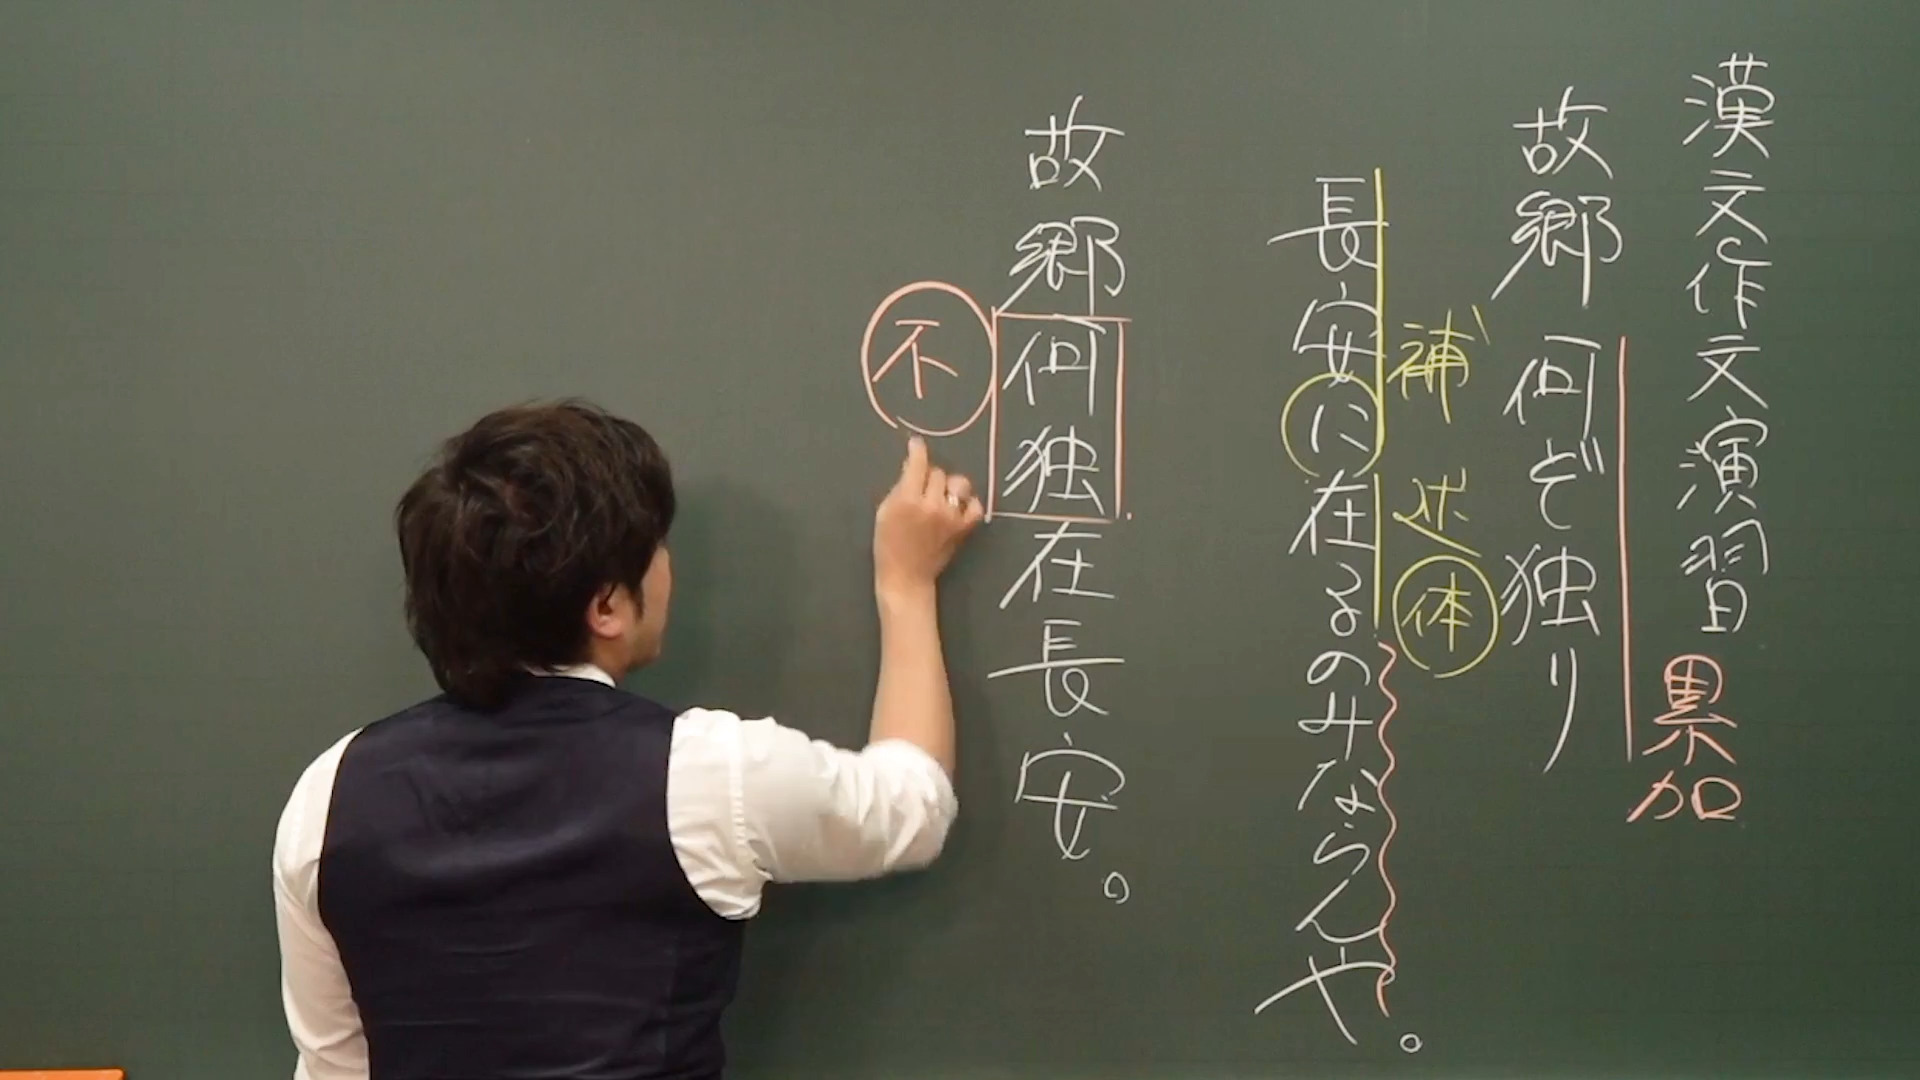 漢文作文演習
累加
故郷何ぞ独り
補
述
体
長安に在るのみならんや。
故郷何独在長安。
不